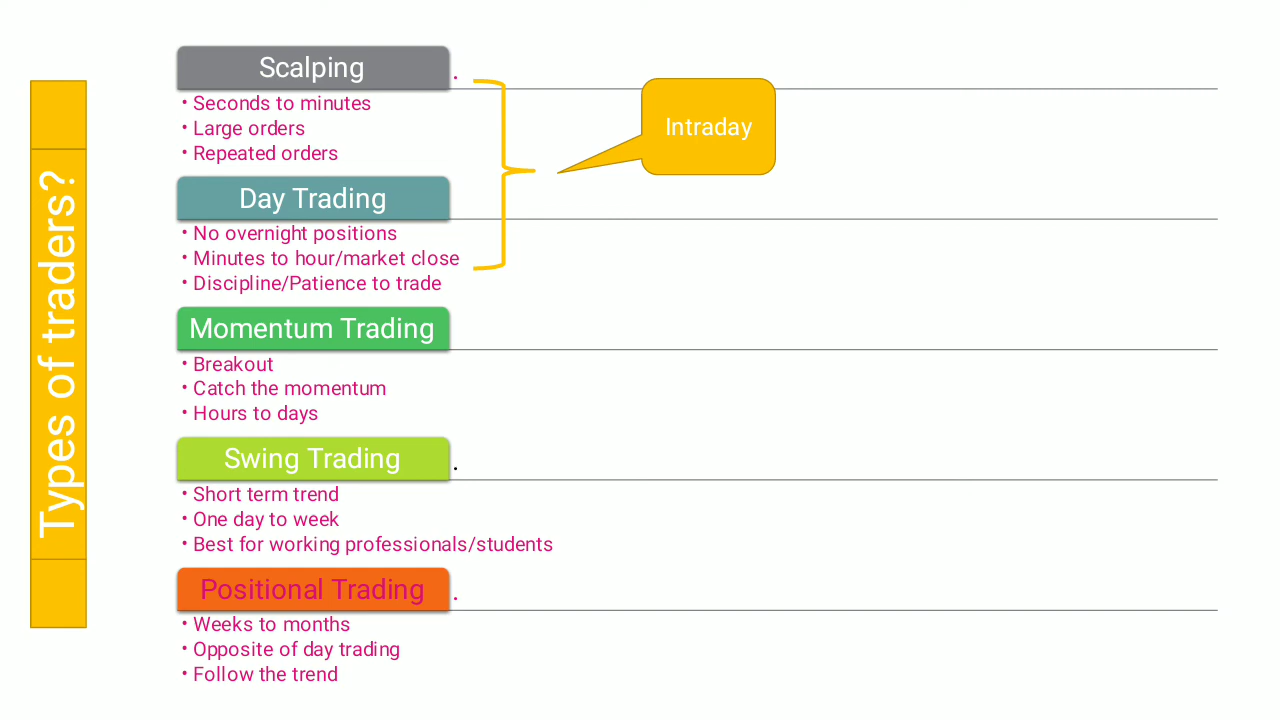 Types of traders?
Scalping
.
• Seconds to minutes
• Large orders
• Repeated orders
Intraday
Day Trading
• No overnight positions
• Minutes to hour/market close
• Discipline/Patience to trade
Momentum Trading
• Breakout
• Catch the momentum
• Hours to days
Swing Trading
.
• Short term trend
• One day to week
• Best for working professionals/students
Positional Trading
.
• Weeks to months
• Opposite of day trading
• Follow the trend